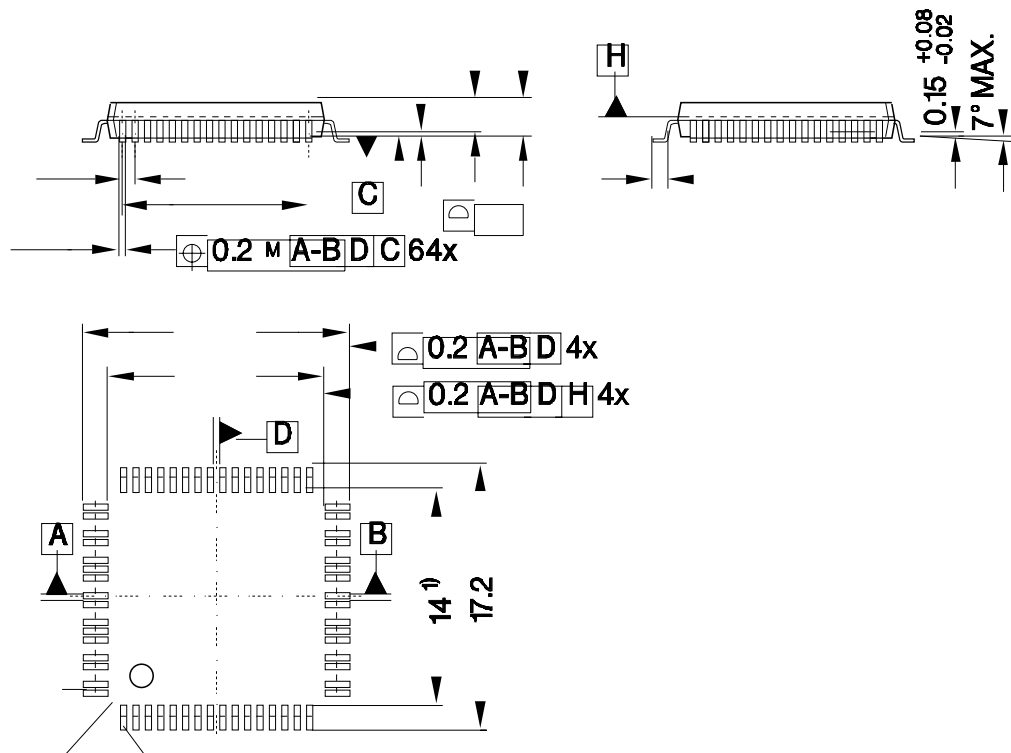 H
0.15 +0.08 -0.02
7° MAX.
C
0.2 M A-B D C 64x
0.2 A-B D 4x
0.2 A-B D H 4x
D
A
B
14 1)
17.2